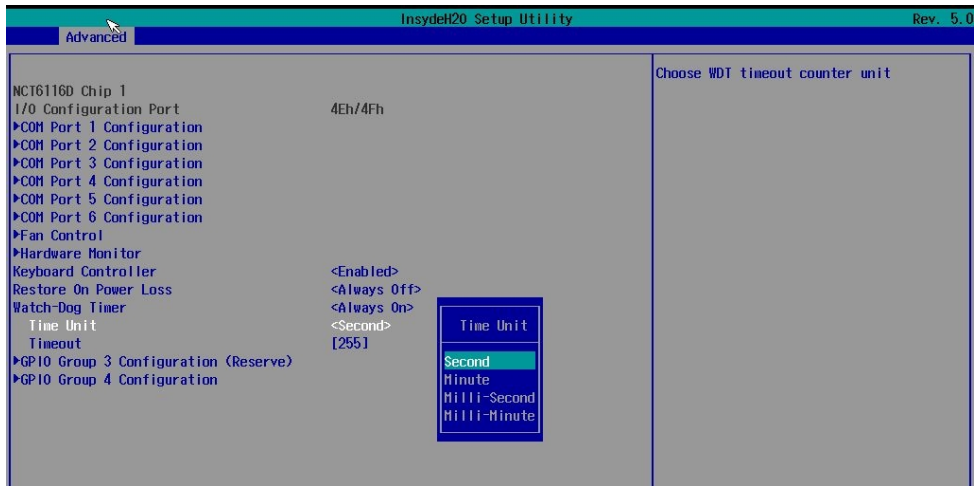 InsydeH20 Setup Utility Rev. 5.0
Advanced
Choose WDT timeout counter unit
NCT6116D Chip 1
I/O Configuration Port 4Eh/4Fh
▶COM Port 1 Configuration
▶COM Port 2 Configuration
▶COM Port 3 Configuration
▶COM Port 4 Configuration
▶COM Port 5 Configuration
▶COM Port 6 Configuration
▶Fan Control
▶Hardware Monitor
Keyboard Controller <Enabled>
Restore On Power Loss <Always Off>
Watch-Dog Timer <Always On>
Time Unit <Second>
Timeout [255]
▶GPIO Group 3 Configuration (Reserve)
▶GPIO Group 4 Configuration
Time Unit
Second
Minute
Milli-Second
Milli-Minute